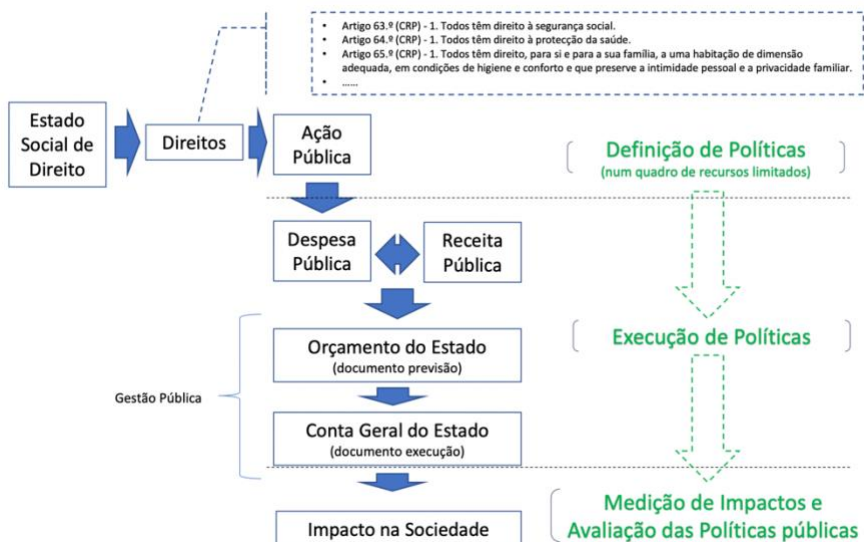 • Artigo 63.º (CRP) - 1. Todos têm direito à segurança social.
• Artigo 64.º (CRP) - 1. Todos têm direito à protecção da saúde.
• Artigo 65.º (CRP) - 1. Todos têm direito, para si e para a sua família, a uma habitação de dimensão
adequada, em condições de higiene e conforto e que preserve a intimidade pessoal e a privacidade familiar.
• ......
Estado
Social de
Direito
Direitos
Ação
Pública
Definição de Políticas
(num quadro de recursos limitados)
Despesa
Pública
Receita
Pública
Orçamento do Estado
(documento previsão)
Execução de Políticas
Gestão Pública
Conta Geral do Estado
(documento execução)
Impacto na Sociedade
Medição de Impactos e
Avaliação das Políticas públicas